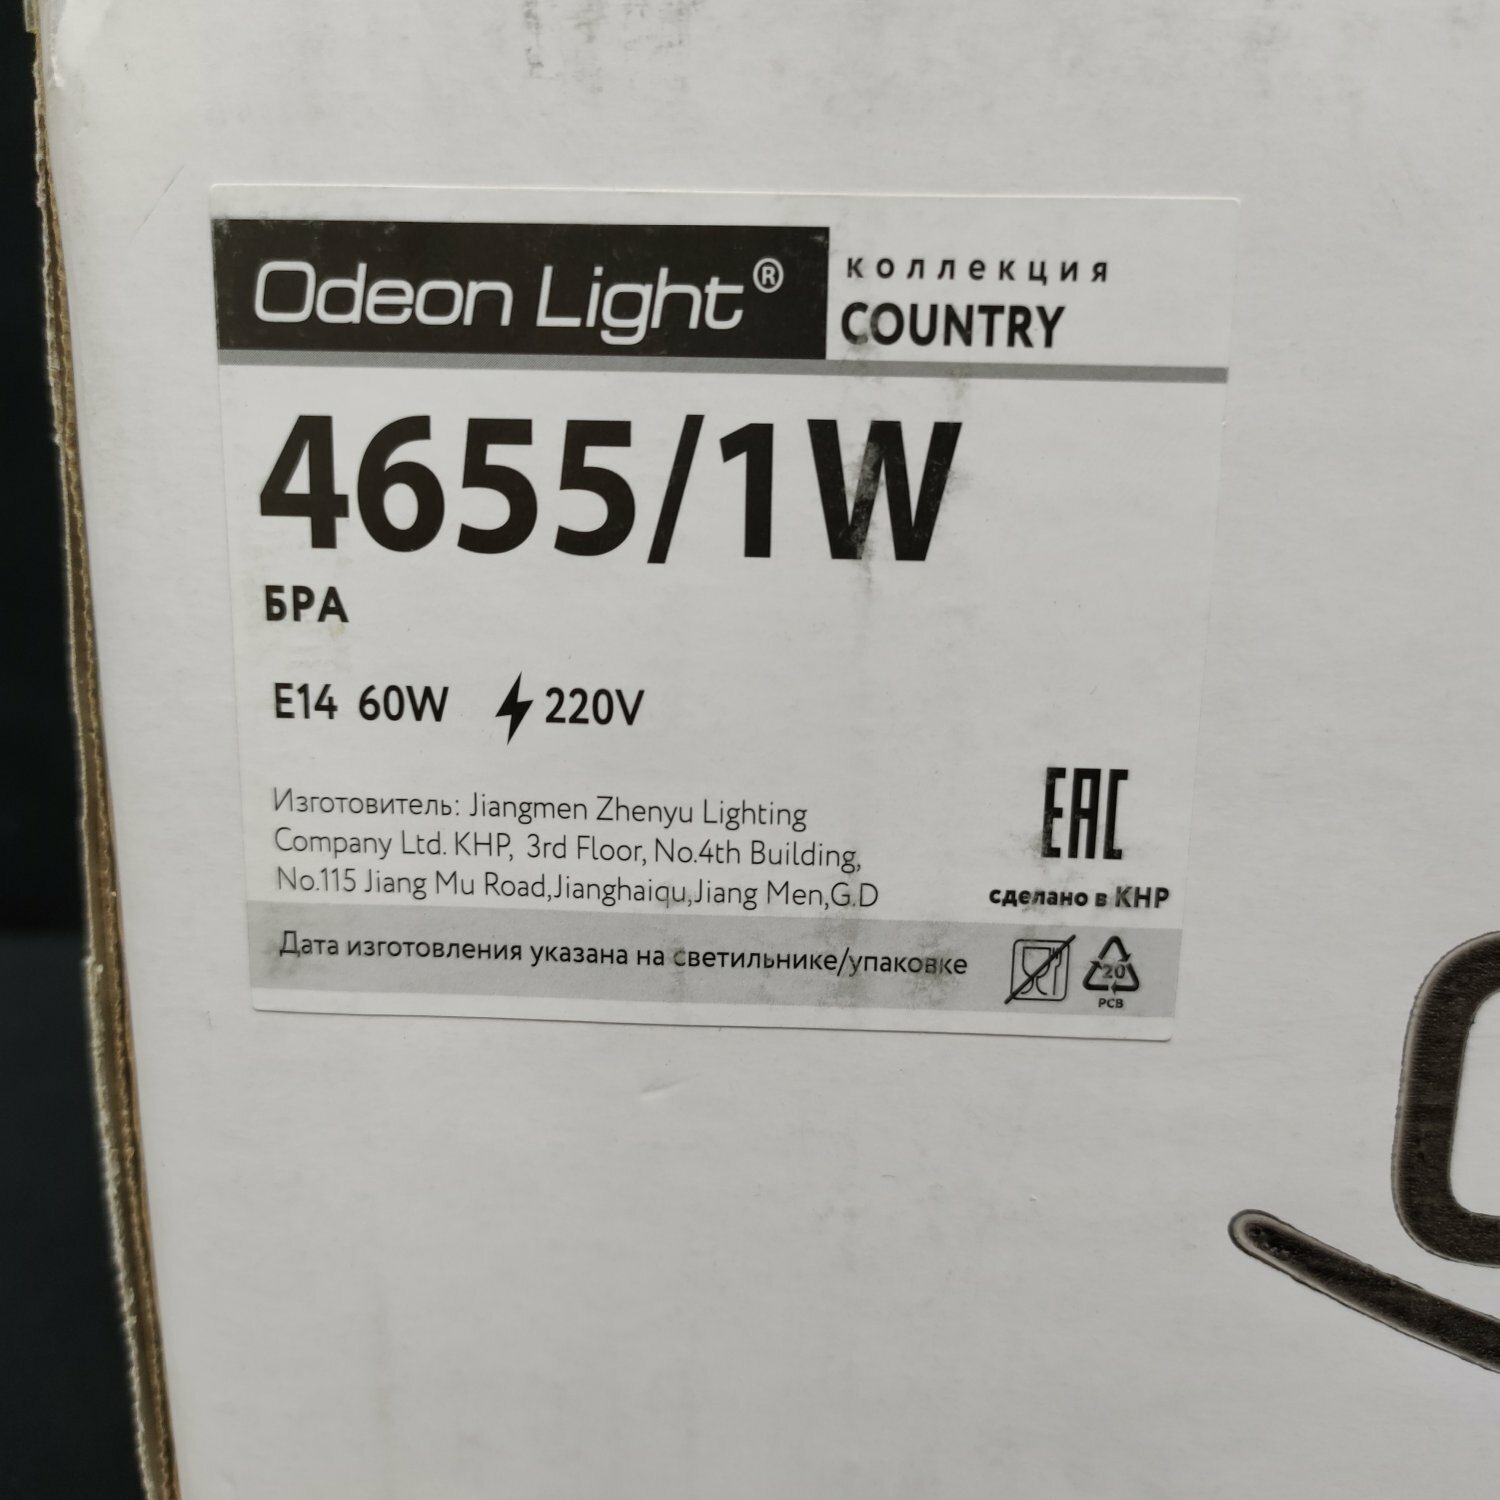 Odeon Light®
коллекция
COUNTRY
4655/1W
БРА
E14 60W 220V
Изготовитель: Jiangmen Zhenyu Lighting
Company Ltd. КНР, 3rd Floor, No.4th Building,
No.115 Jiang Mu Road,Jianghaiqu,Jiang Men,G.D
EAC
сделано в КНР
Дата изготовления указана на светильнике/упаковке
20
PCB